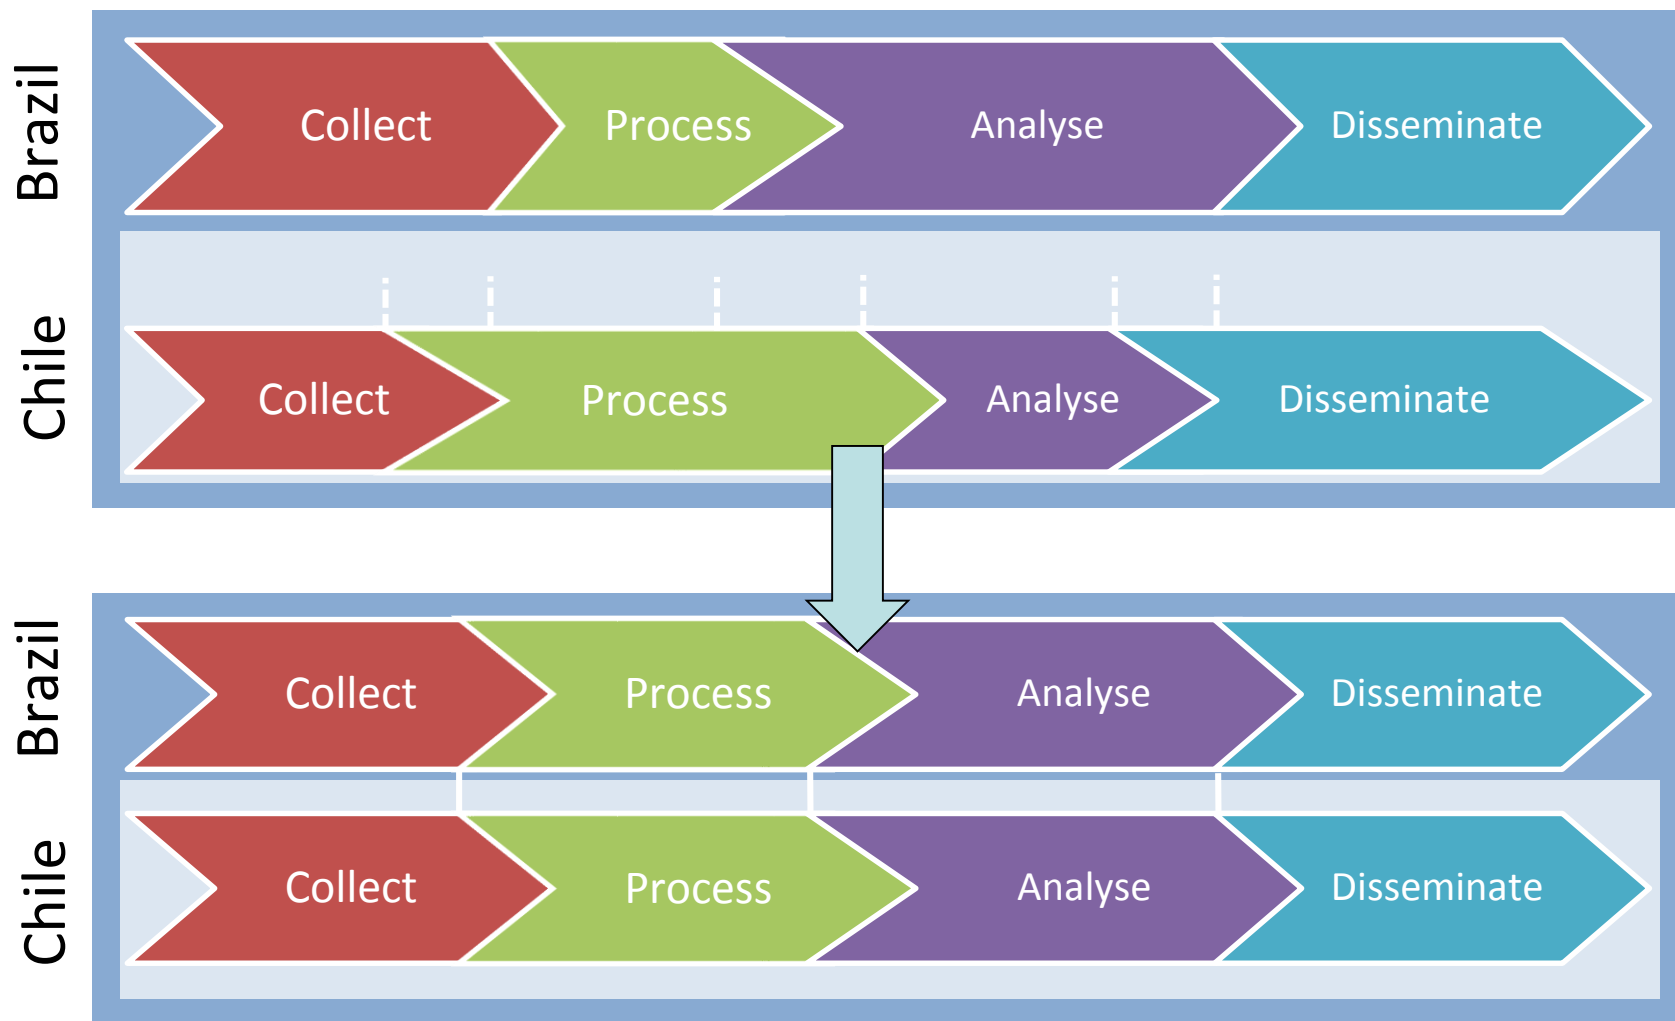 Brazil
Collect Process Analyse Disseminate
Chile
Collect Process Analyse Disseminate
Brazil
Collect Process Analyse Disseminate
Chile
Collect Process Analyse Disseminate